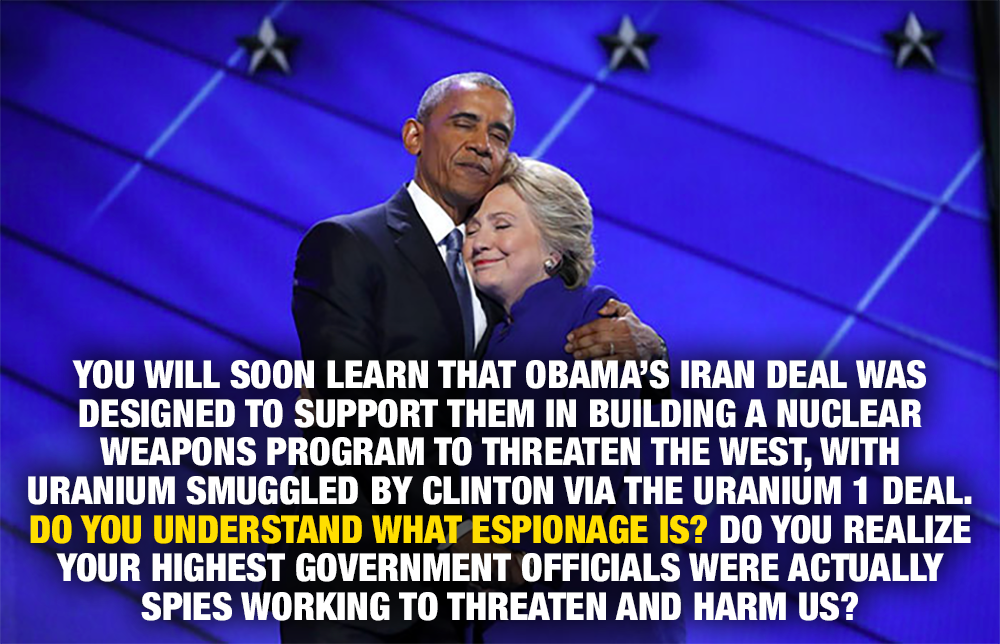 YOU WILL SOON LEARN THAT OBAMA'S IRAN DEAL WAS
DESIGNED TO SUPPORT THEM IN BUILDING A NUCLEAR
WEAPONS PROGRAM TO THREATEN THE WEST, WITH
URANIUM SMUGGLED BY CLINTON VIA THE URANIUM 1 DEAL.
DO YOU UNDERSTAND WHAT ESPIONAGE IS? DO YOU REALIZE
YOUR HIGHEST GOVERNMENT OFFICIALS WERE ACTUALLY
SPIES WORKING TO THREATEN AND HARM US?